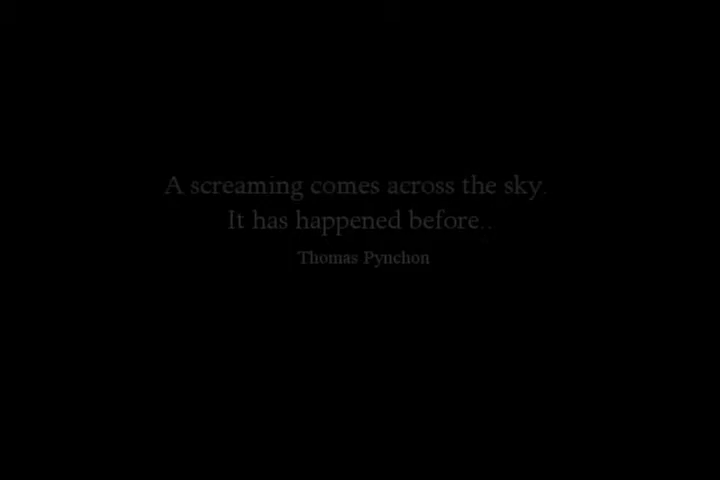 A screaming comes across the sky.
It has happened before..
Thomas Pynchon